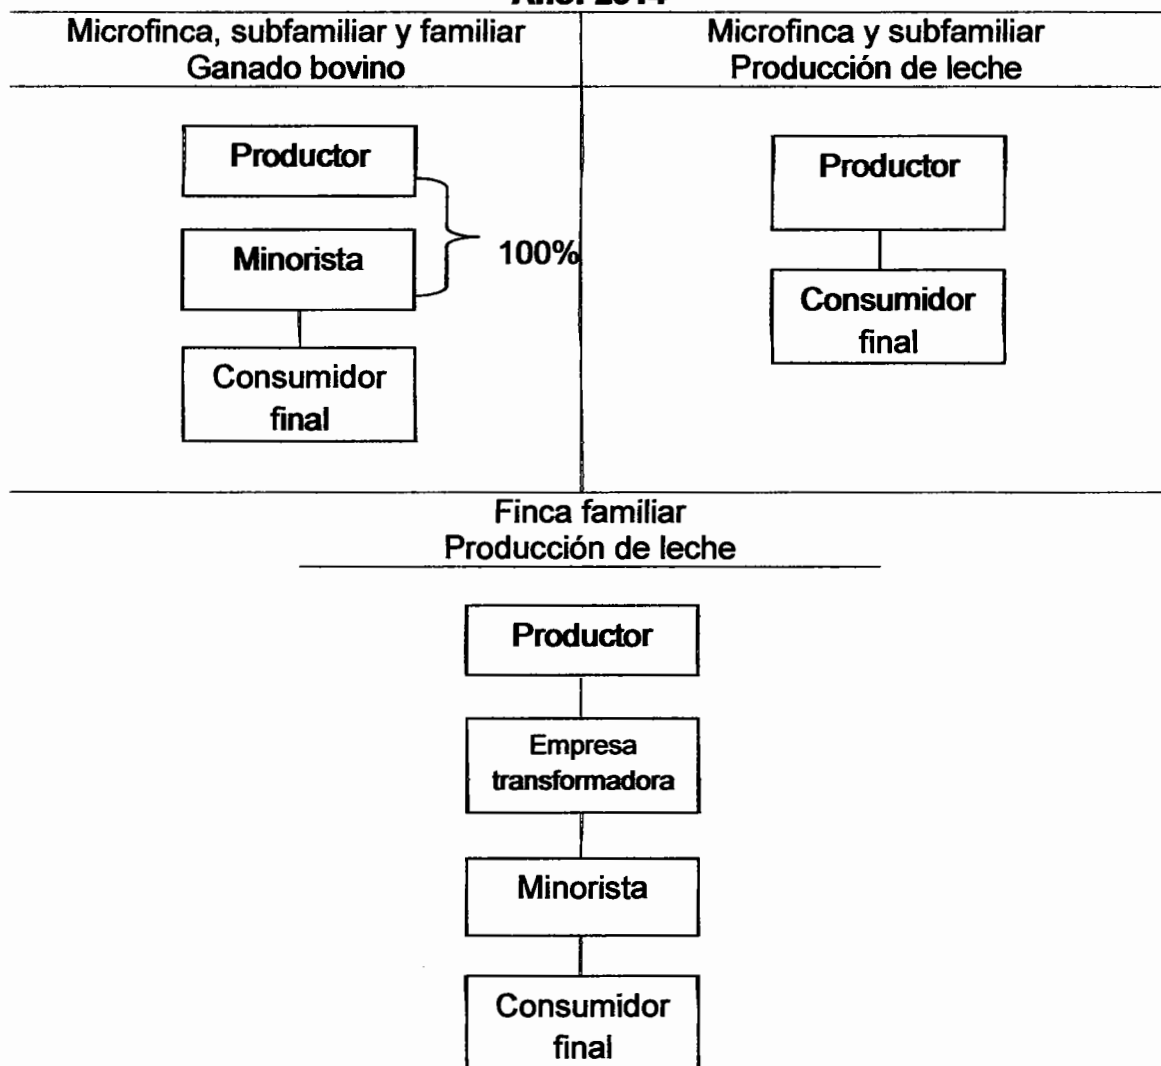 Microfinca, subfamiliar y familiar
Ganado bovino
Productor
Minorista
100%
Consumidor
final
Microfinca y subfamiliar
Producción de leche
Productor
Consumidor
final
Finca familiar
Producción de leche
Productor
Empresa
transformadora
Minorista
Consumidor
final